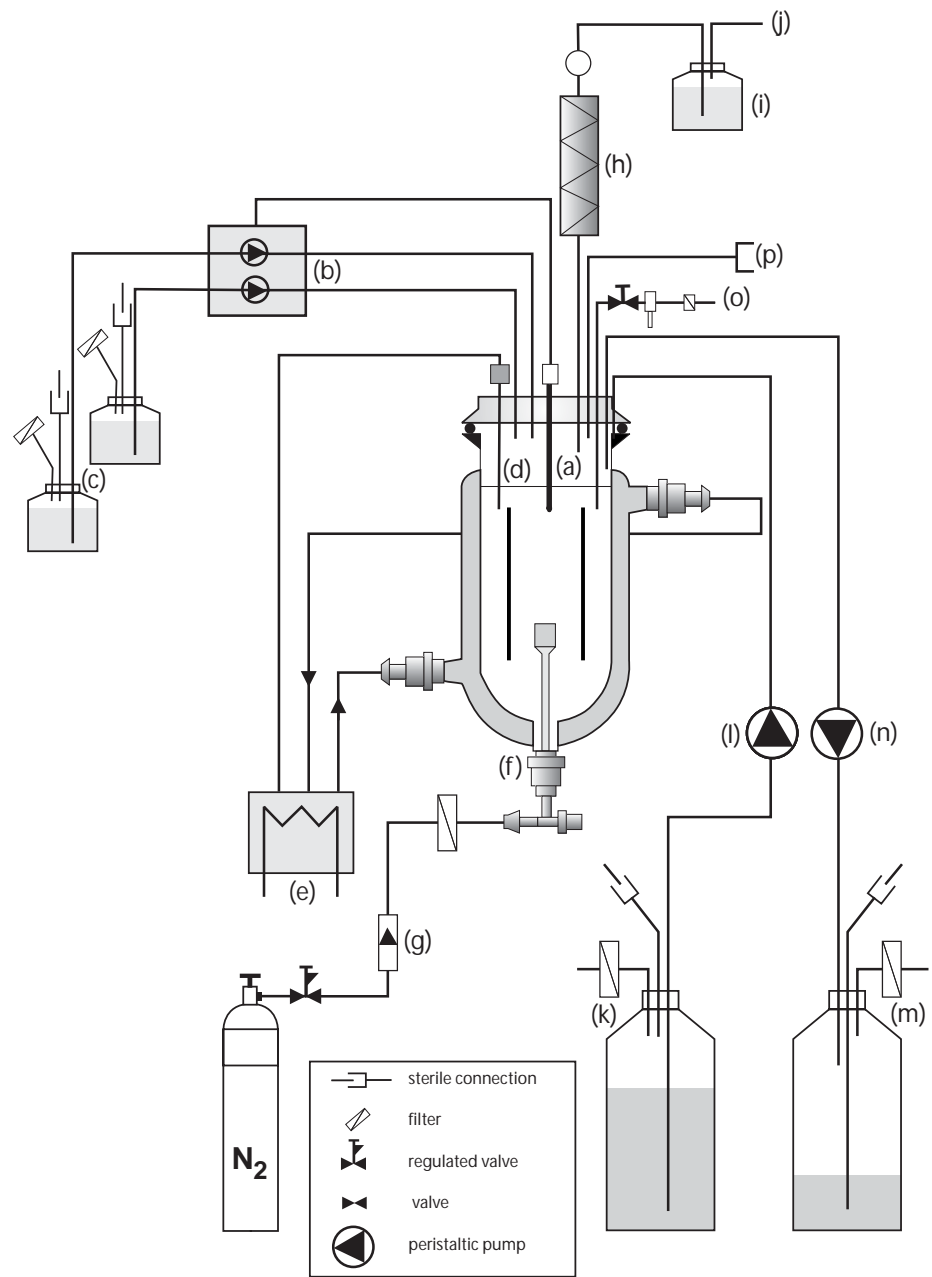 (j)
(i)
(h)
(p)
(b)
(o)
(c)
(d)
(a)
(l)
(n)
(f)
(e)
(g)
(k)
(m)
N2
sterile connection
filter
regulated valve
valve
peristaltic pump